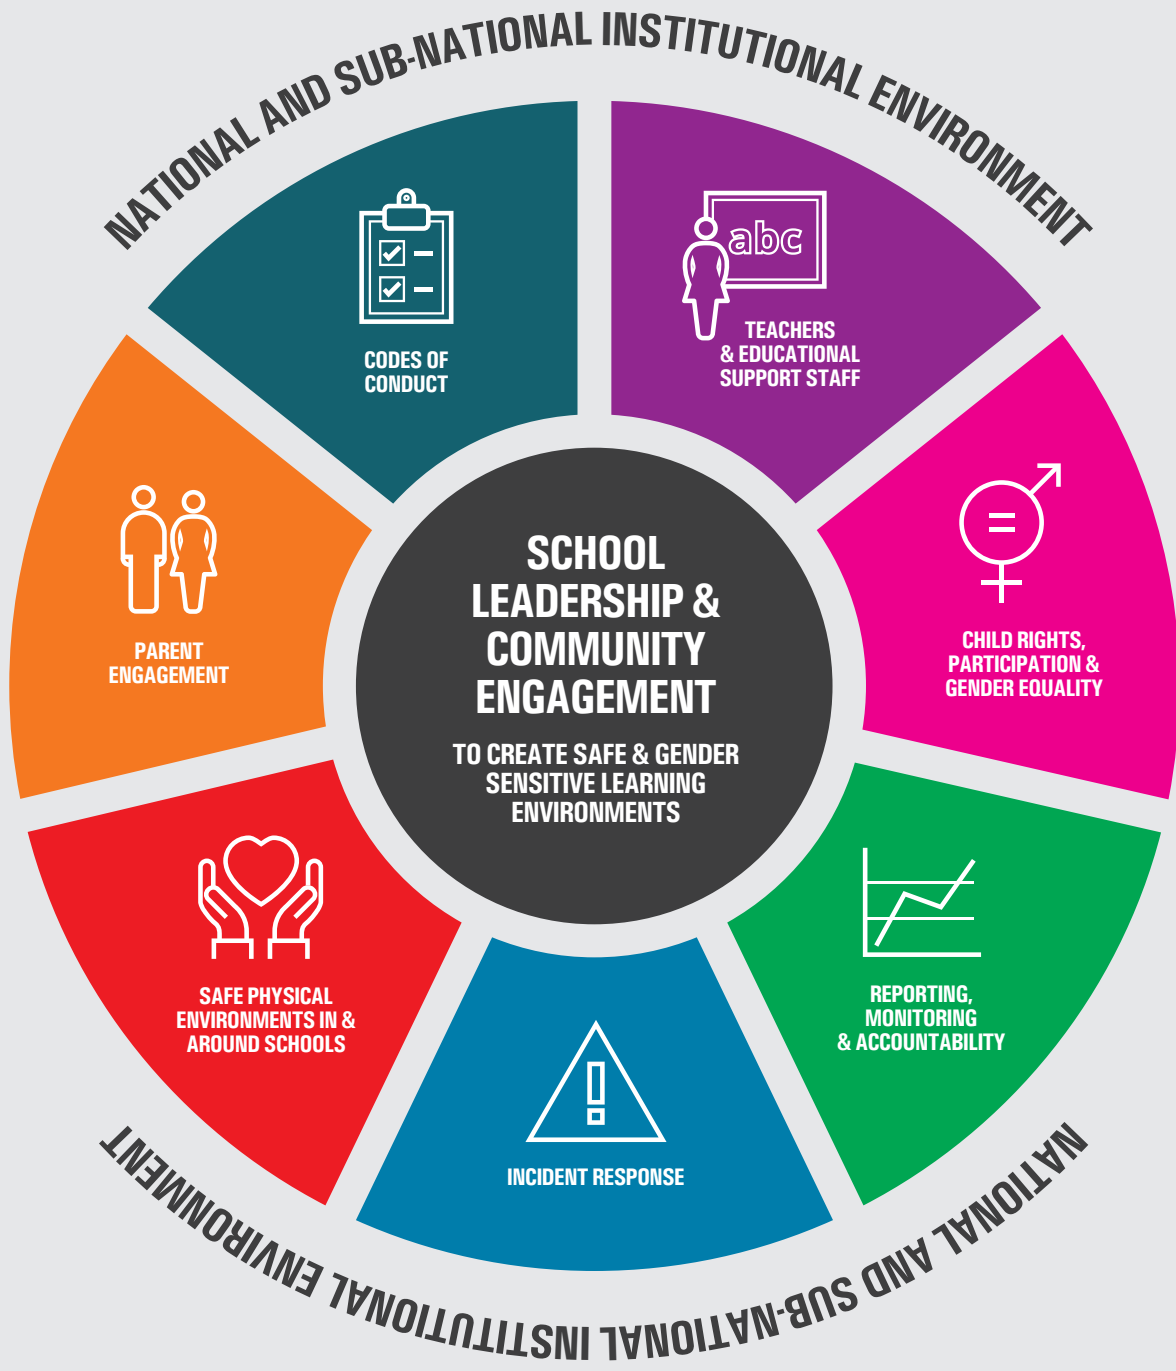 NATIONAL AND SUB-NATIONAL INSTITUTIONAL ENVIRONMENT
CODES OF
CONDUCT
abc
TEACHERS
& EDUCATIONAL
SUPPORT STAFF
PARENT
ENGAGEMENT
SCHOOL
LEADERSHIP &
COMMUNITY
ENGAGEMENT
TO CREATE SAFE & GENDER
SENSITIVE LEARNING
ENVIRONMENTS
CHILD RIGHTS,
PARTICIPATION &
GENDER EQUALITY
SAFE PHYSICAL
ENVIRONMENTS IN &
AROUND SCHOOLS
INCIDENT RESPONSE
REPORTING,
MONITORING
& ACCOUNTABILITY
NATIONAL AND SUB-NATIONAL INSTITUTIONAL ENVIRONMENT